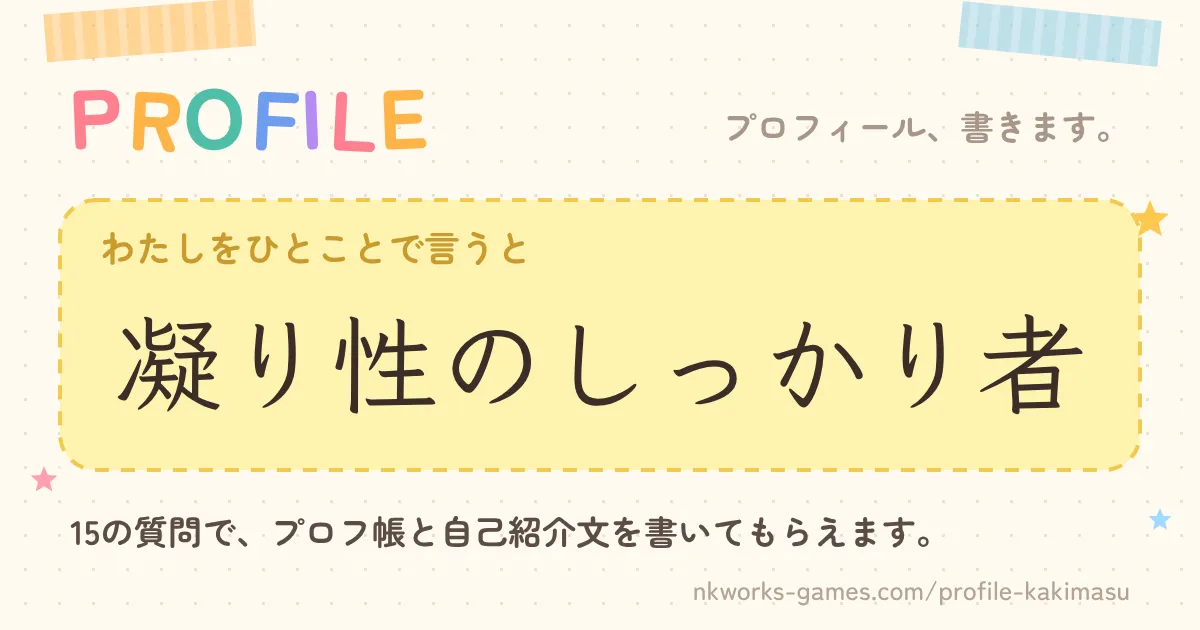 PROFILE
プロフィール、書きます。
わたしをひとことで言うと
凝り性のしっかり者
15の質問で、プロフ帳と自己紹介文を書いてもらえます。
nkworks-games.com/profile-kakimasu